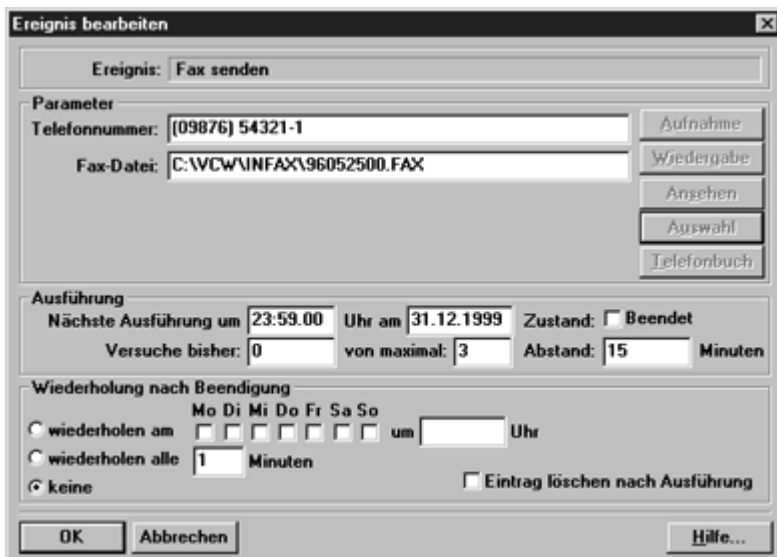 Ereignis bearbeiten
Ereignis: Fax senden
Parameter
Telefonnummer: (09876) 54321-1
Fax-Datei: C:\VCW\INFAX\96052500.FAX
Aufnahme
Wiedergabe
Ansehen
Auswahl
Telefonbuch
Ausführung
Nächste Ausführung um 23:59.00 Uhr am 31.12.1999 Zustand: Beendet
Versuche bisher: 0 von maximal: 3 Abstand: 15 Minuten
Wiederholung nach Beendigung
Mo Di Mi Do Fr Sa So
wiederholen am um Uhr
wiederholen alle 1 Minuten
keine Eintrag löschen nach Ausführung
OK Abbrechen Hilfe...